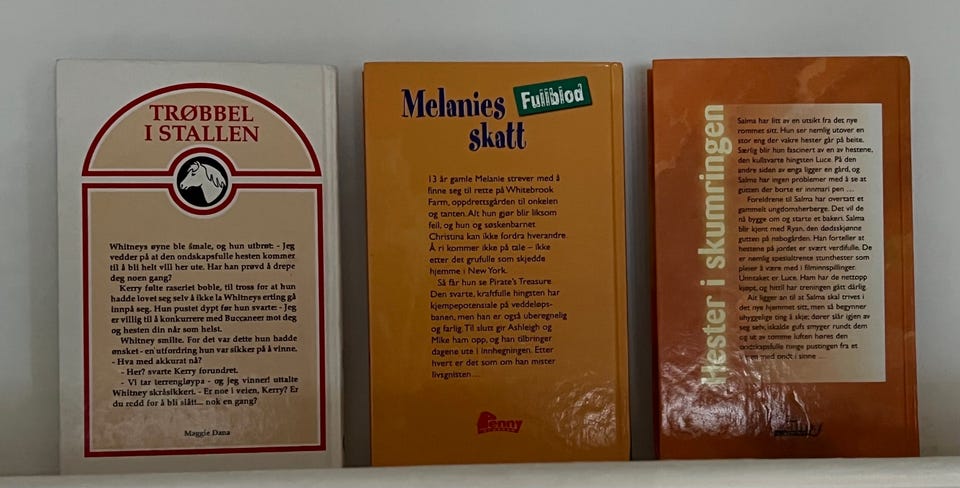 TRØBBEL
I STALLEN
Whitneys øyne ble smale, og hun utbrøt: - Jeg
vedder på at den ondskapsfulle hesten kommer
til å bli helt vill her ute. Har han prøvd å drepe
deg noen gang?
Kerry følte raseriet boble, til tross for at hun
hadde lovet seg selv å ikke la Whitneys erting gå
innpå seg. Hun pustet dypt før hun svarte: - Jeg
er villig til å konkurrere med Buccaneer mot deg
og hesten din når som helst.
Whitney smilte. For det var dette hun hadde
ønsket - en utfordring hun var sikker på å vinne.
- Hva med akkurat nå?
- Her? svarte Kerry forundret.
- Vi tar terrengløypa - og jeg vinner! uttalte
Whitney skråsikkert. - Er noe i veien, Kerry? Er
du redd for å bli slått... nok en gang?
Maggie Dana
Melanies
Fullblod
skatt
13 år gamle Melanie strever med å
finne seg til rette på Whitebrook
Farm, oppdrettsgården til onkelen
og tanten. Alt hun gjør blir liksom
feil, og hun og søskenbarnet
Christina kan ikke fordra hverandre.
Å ri kommer ikke på tale – ikke
etter det grufulle som skjedde
hjemme i New York.
Så får hun se Pirate's Treasure.
Den svarte, kraftfulle hingsten har
kjempepotensiale på veddeløps-
banen, men han er også uberegnelig
og farlig. Til slutt gir Ashleigh og
Mike ham opp, og han tilbringer
dagene ute i innhegningen. Etter
hvert er det som om han mister
livsgnisten…
Penny
Hester i skumringen
Salma har litt av en utsikt fra det nye
rommet sitt. Hun ser nemlig utover en
stor eng der vakre hester går på beite.
Særlig blir hun fascinert av en av hestene,
den kullsvarte hingsten Luce. På den
andre siden av enga ligger en gård, og
Salma har ingen problemer med å se at
gutten der borte er innmari pen …
Foreldrene til Salma har overtatt et
gammelt ungdomsherberge. Det vil de
nå bygge om og starte et bakeri. Salma
blir kjent med Ryan, den dødsskjønne
gutten på nabogården. Han forteller at
hestene på jordet er svært verdifulle. De
er nemlig spesialtrente stunthester som
pleier å være med i filminnspillinger.
Unntaket er Luce. Ham har de nettopp
kjøpt, og hittil har treningen gått dårlig.
Alt ligger an til at Salma skal trives i
det nye hjemmet sitt, men så begynner
uhyggelige ting å skje; dører slår igjen av
seg selv, iskalde gufs smyger rundt dem
og ut av tomme luften høres den
ondskapsfulle tunge pustingen fra et
vesen med ondt i sinne …